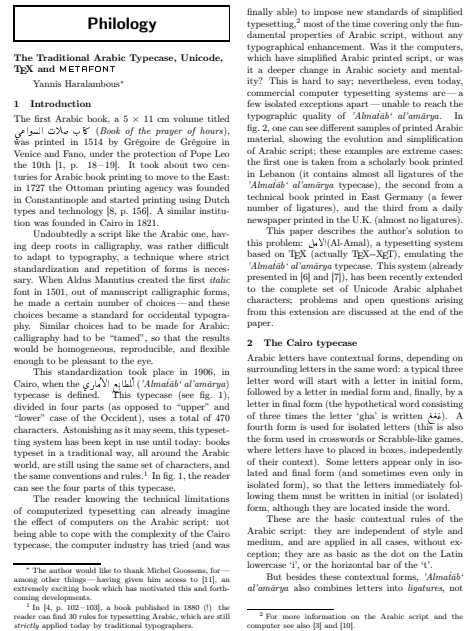 Philology
The Traditional Arabic Typecase, Unicode,
TEX and METAFONT
Yannis Haralambous*
1 Introduction
The first Arabic book, a 5 × 11 cm volume titled
كتاب صلاة السواعي (Book of the prayer of hours),
was printed in 1514 by Grégoire de Grégoire in
Venice and Fano, under the protection of Pope Leo
the 10th [1, p. 18–19]. It took about two cen-
turies for Arabic book printing to move to the East:
in 1727 the Ottoman printing agency was founded
in Constantinople and started printing using Dutch
types and technology [8, p. 156]. A similar institu-
tion was founded in Cairo in 1821.
Undoubtedly a script like the Arabic one, hav-
ing deep roots in calligraphy, was rather difficult
to adapt to typography, a technique where strict
standardization and repetition of forms is neces-
sary. When Aldus Manutius created the first italic
font in 1501, out of manuscript calligraphic forms,
he made a certain number of choices — and these
choices became a standard for occidental typogra-
phy. Similar choices had to be made for Arabic:
calligraphy had to be “tamed”, so that the results
would be homogeneous, reproducible, and flexible
enough to be pleasant to the eye.
This standardization took place in 1906, in
Cairo, when the المطابع الأمارية (’Almaṭābʿ al’amārya)
typecase is defined. This typecase (see fig. 1),
divided in four parts (as opposed to “upper” and
“lower” case of the Occident), uses a total of 470
characters. Astonishing as it may seem, this typeset-
ting system has been kept in use until today: books
typeset in a traditional way, all around the Arabic
world, are still using the same set of characters, and
the same conventions and rules.1 In fig. 1, the reader
can see the four parts of this typecase.
The reader knowing the technical limitations
of computerized typesetting can already imagine
the effect of computers on the Arabic script: not
being able to cope with the complexity of the Cairo
typecase, the computer industry has tried (and was
* The author would like to thank Michel Goossens, for —
among other things — having given him access to [11], an
extremely exciting book which has motivated this and forth-
coming developments.
1 In [4, p. 102–103], a book published in 1880 (!) the
reader can find 30 rules for typesetting Arabic, which are still
strictly applied today by traditional typographers.
finally able) to impose new standards of simplified
typesetting,2 most of the time covering only the fun-
damental properties of Arabic script, without any
typographical enhancement. Was it the computers,
which have simplified Arabic printed script, or was
it a deeper change in Arabic society and mental-
ity? This is hard to say; nevertheless, even today,
commercial computer typesetting systems are — a
few isolated exceptions apart — unable to reach the
typographic quality of ’Almaṭābʿ al’amārya. In
fig. 2, one can see different samples of printed Arabic
material, showing the evolution and simplification
of Arabic script; these examples are extreme cases:
the first one is taken from a scholarly book printed
in Lebanon (it contains almost all ligatures of the
’Almaṭābʿ al’amārya typecase), the second from a
technical book printed in East Germany (a fewer
number of ligatures), and the third from a daily
newspaper printed in the U.K. (almost no ligatures).
This paper describes the author’s solution to
this problem: الأمل (Al-Amal), a typesetting system
based on TEX (actually TEX--XET), emulating the
’Almaṭābʿ al’amārya typecase. This system (already
presented in [6] and [7]), has been recently extended
to the complete set of Unicode Arabic alphabet
characters; problems and open questions arising
from this extension are discussed at the end of the
paper.
2 The Cairo typecase
Arabic letters have contextual forms, depending on
surrounding letters in the same word: a typical three
letter word will start with a letter in initial form,
followed by a letter in medial form and, finally, by a
letter in final form (the hypothetical word consisting
of three times the letter ‘gha’ is written غغغ). A
fourth form is used for isolated letters (this is also
the form used in crosswords or Scrabble-like games,
where letters have to placed in boxes, indepedently
of their context). Some letters appear only in iso-
lated and final form (and sometimes even only in
isolated form), so that the letters immediately fol-
lowing them must be written in initial (or isolated)
form, although they are located inside the word.
These are the basic contextual rules of the
Arabic script: they are independent of style and
medium, and are applied in all cases, without ex-
ception; they are as basic as the dot on the Latin
lowercase ‘i’, or the horizontal bar of the ‘t’.
But besides these contextual forms, ’Almaṭābʿ
al’amārya also combines letters into ligatures, not
2 For more information on the Arabic script and the
computer see also [3] and [10].